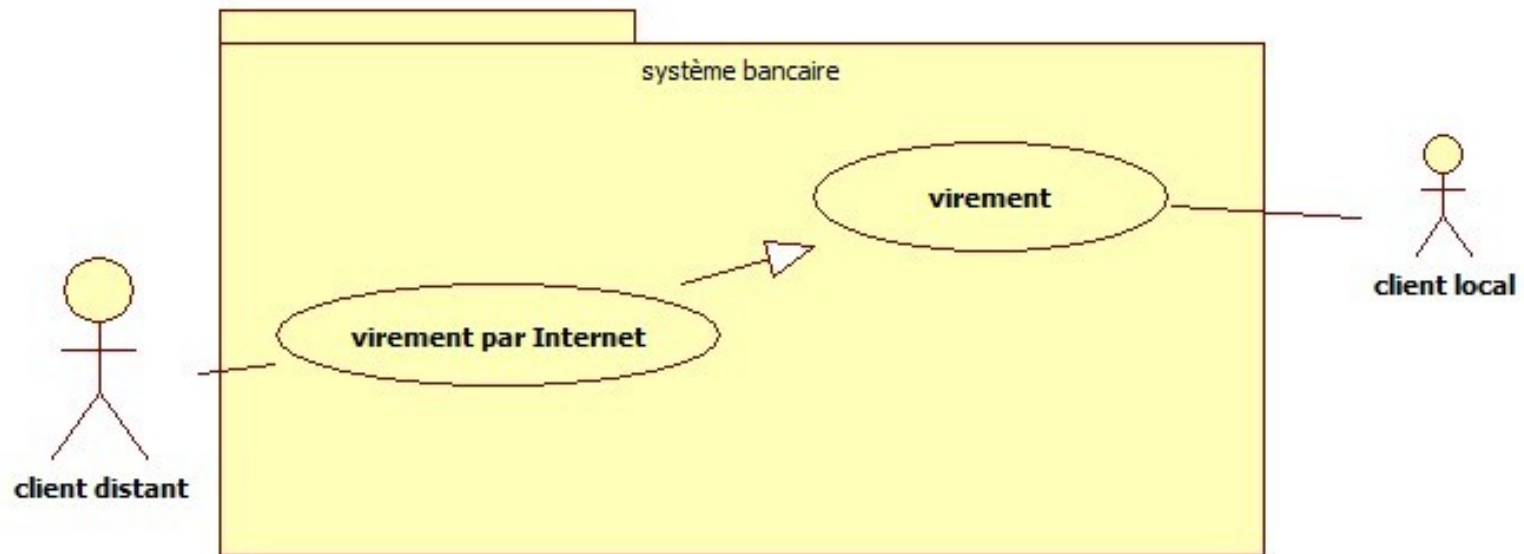 système bancaire
virement
client local
virement par Internet
client distant